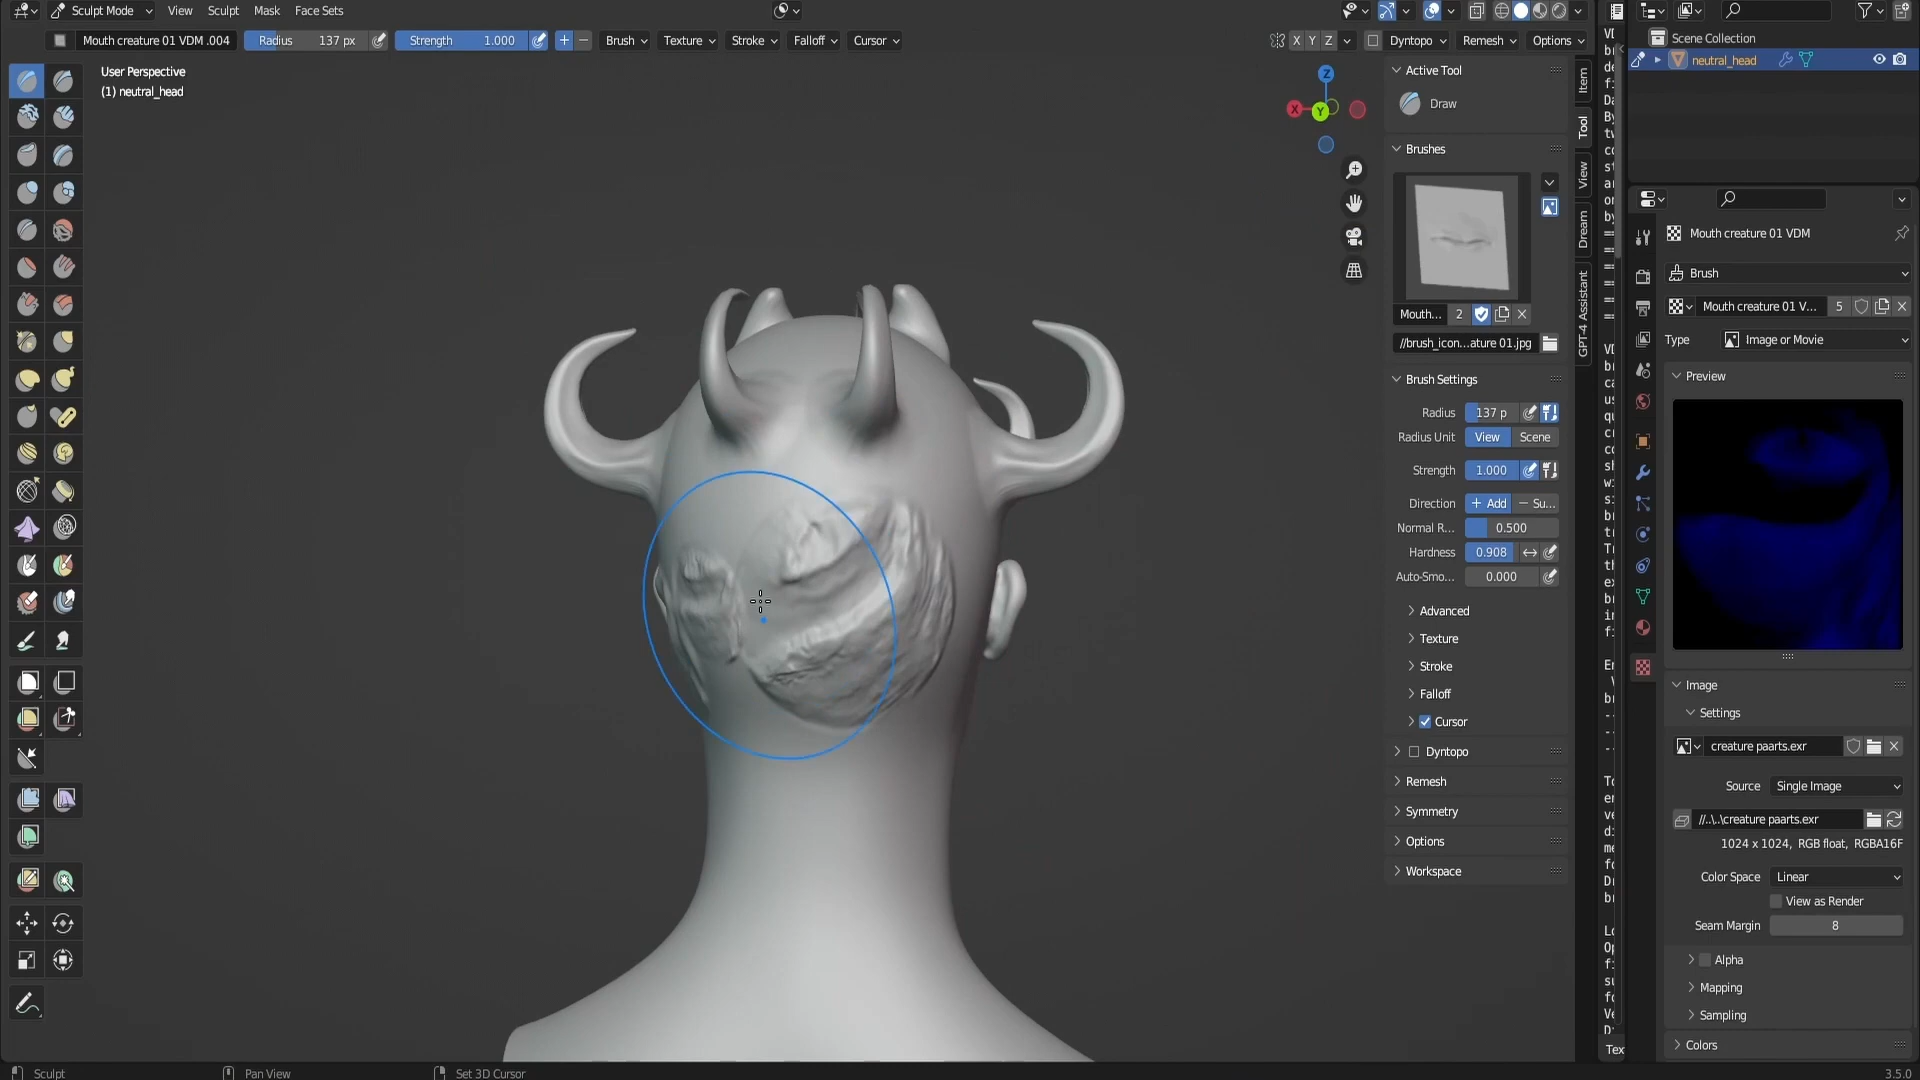 Sculpt Mode
View
Sculpt
Mask
Face Sets
Mouth creature 01 VDM .004
Radius 137 px
Strength 1.000
Brush
Texture
Stroke
Falloff
Cursor
X Y Z
Dyntopo
Remesh
Options
User Perspective
(1) neutral_head
Z
X
Y
Active Tool
Draw
Brushes
Mouth... 2
//brush_icon...ature 01.jpg
Brush Settings
Radius 137 p
Radius Unit View Scene
Strength 1.000
Direction + Add − Su...
Normal R... 0.500
Hardness 0.908
Auto-Smo... 0.000
Advanced
Texture
Stroke
Falloff
Cursor
Dyntopo
Remesh
Symmetry
Options
Workspace
Item
Tool
View
Dream
GPT-4 Assistant
Tex
Scene Collection
neutral_head
Mouth creature 01 VDM
Brush
Mouth creature 01 V... 5
Type Image or Movie
Preview
Image
Settings
creature paarts.exr
Source Single Image
//..\..\creature paarts.exr
1024 x 1024, RGB float, RGBA16F
Color Space Linear
View as Render
Seam Margin 8
Alpha
Mapping
Sampling
Colors
Sculpt
Pan View
Set 3D Cursor
3.5.0